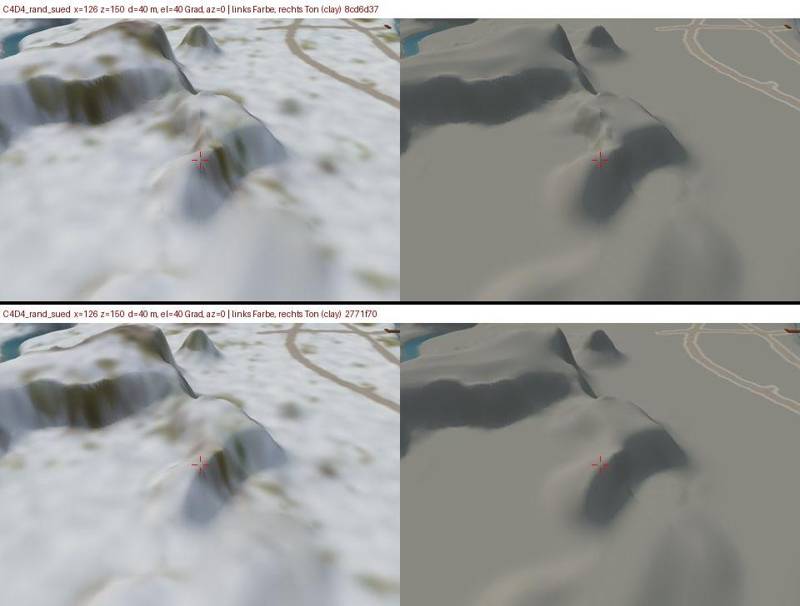 C4D4_rand_sued x=126 z=150 d=40 m, el=40 Grad, az=0 | links Farbe, rechts Ton (clay) 8cd6d37
C4D4_rand_sued x=126 z=150 d=40 m, el=40 Grad, az=0 | links Farbe, rechts Ton (clay) 2771f70